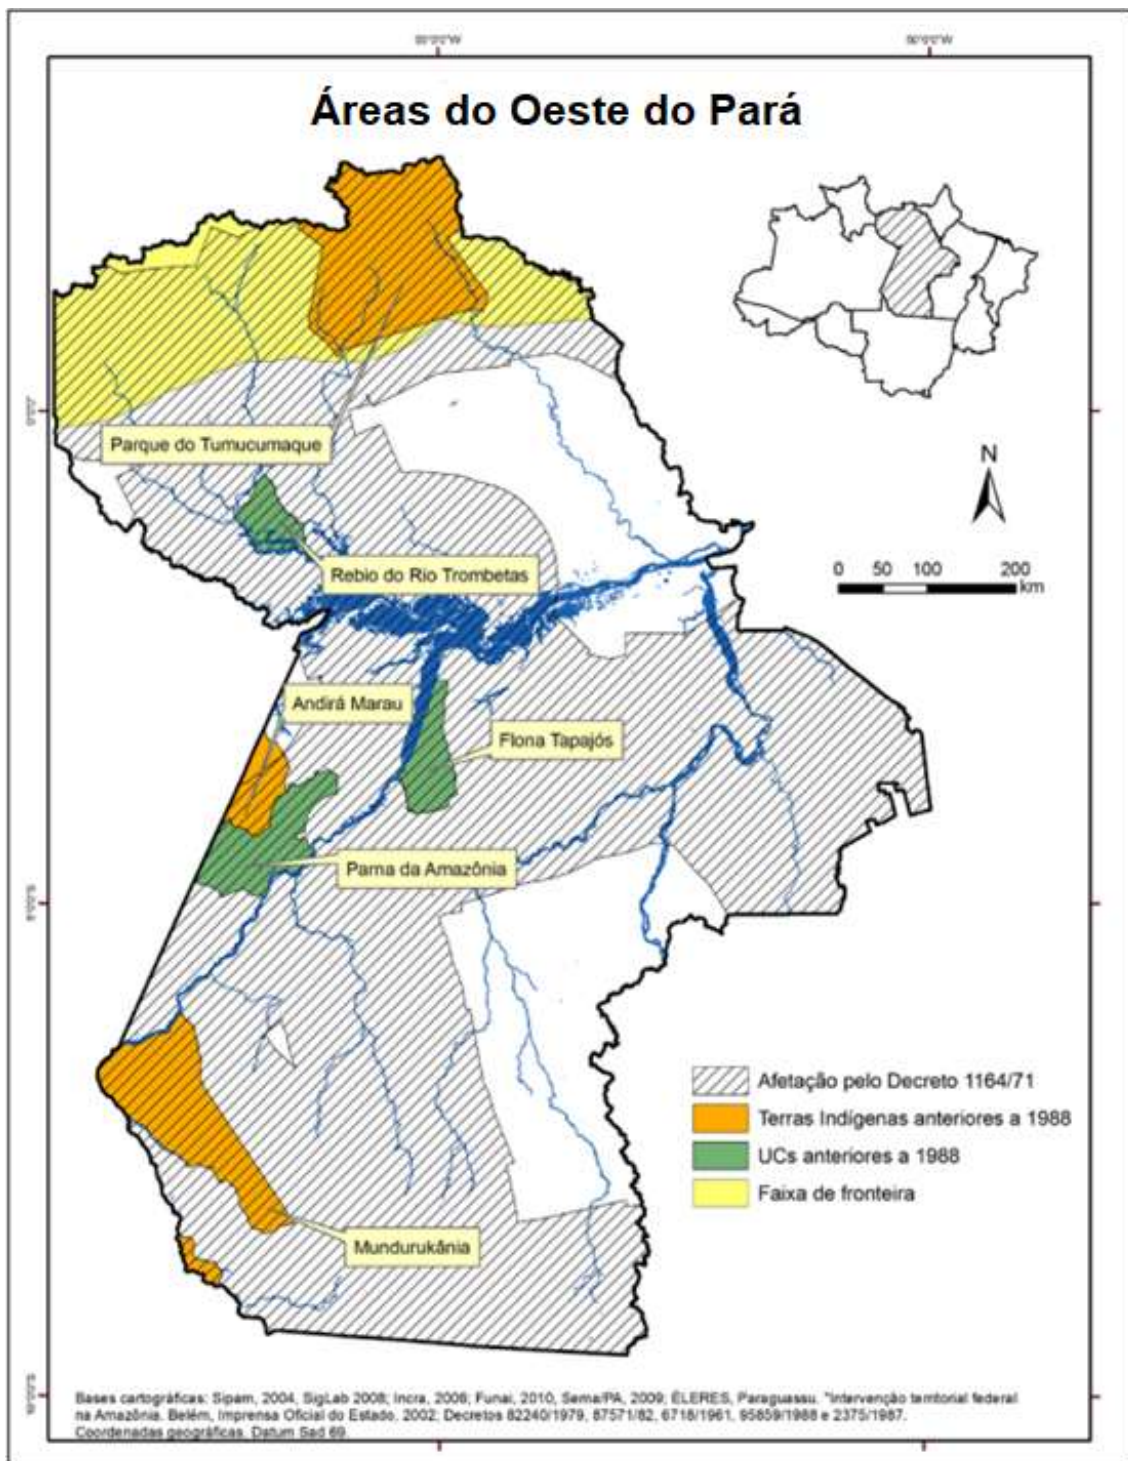 Áreas do Oeste do Pará
Parque do Tumucumaque
N
Rebio do Rio Trombetas
0 50 100 200
km
Andirá Marau
Flona Tapajós
Parna da Amazônia
Afetação pelo Decreto 1164/71
Terras Indígenas anteriores a 1988
UCs anteriores a 1988
Faixa de fronteira
Mundurukânia
Bases cartográficas: Sipam, 2004, SigLab 2008; Incra, 2006; Funai, 2010, Sema/PA, 2009; ÉLERES, Paraguassu. "Intervenção territorial federal
na Amazônia. Belém, Imprensa Oficial do Estado, 2002; Decretos 82240/1979, 87571/82, 6718/1961, 95859/1988 e 2375/1987.
Coordenadas geográficas. Datum Sad 69.